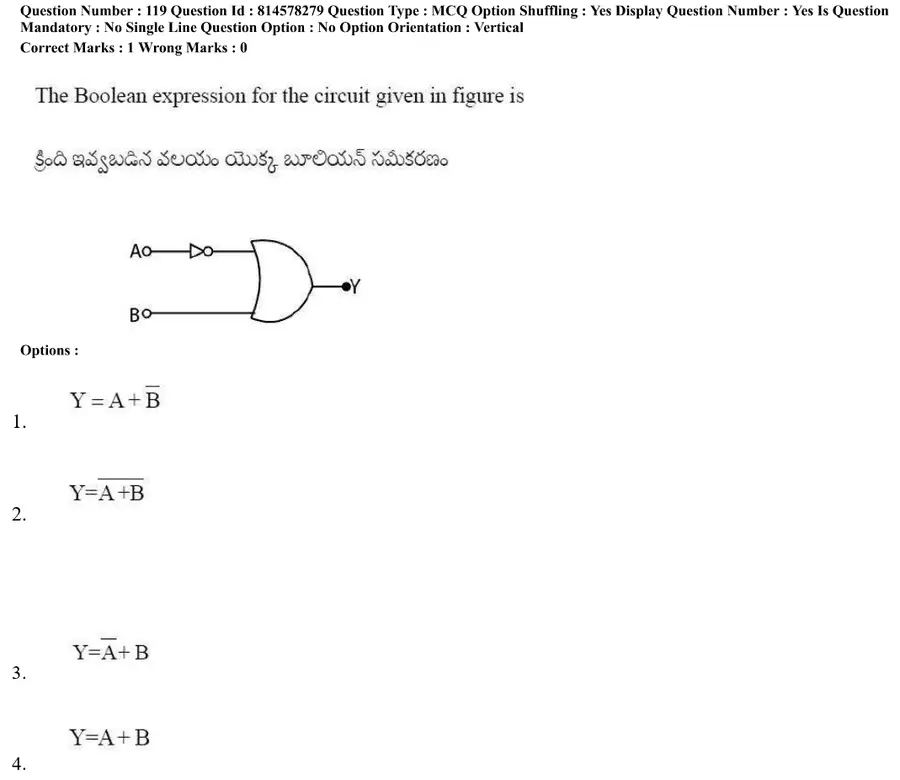 Question Number : 119 Question Id : 814578279 Question Type : MCQ Option Shuffling : Yes Display Question Number : Yes Is Question
Mandatory : No Single Line Question Option : No Option Orientation : Vertical
Correct Marks : 1 Wrong Marks : 0
The Boolean expression for the circuit given in figure is
క్రింది ఇవ్వబడిన వలయం యొక్క బూలియన్ సమీకరణం
A
Y
B
Options :
Y = A + B̅
1.
Y=A̅ ̅+̅B̅
2.
Y=A̅+ B
3.
Y=A+B
4.